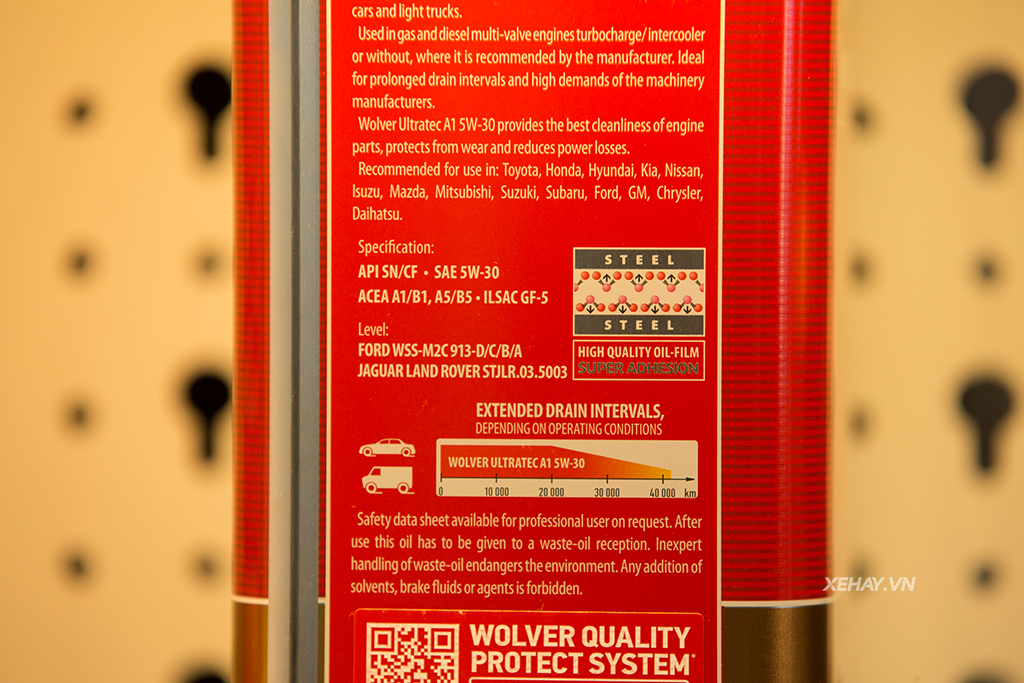 cars and light trucks.
Used in gas and diesel multi-valve engines turbocharge/ intercooler
or without, where it is recommended by the manufacturer. Ideal
for prolonged drain intervals and high demands of the machinery
manufacturers.
Wolver Ultratec A1 5W-30 provides the best cleanliness of engine
parts, protects from wear and reduces power losses.
Recommended for use in: Toyota, Honda, Hyundai, Kia, Nissan,
Isuzu, Mazda, Mitsubishi, Suzuki, Subaru, Ford, GM, Chrysler,
Daihatsu.
Specification:
API SN/CF • SAE 5W-30
ACEA A1/B1, A5/B5 • ILSAC GF-5
Level:
FORD WSS-M2C 913-D/C/B/A
JAGUAR LAND ROVER STJLR.03.5003
STEEL
STEEL
HIGH QUALITY OIL-FILM
SUPER ADHESION
EXTENDED DRAIN INTERVALS,
DEPENDING ON OPERATING CONDITIONS
WOLVER ULTRATEC A1 5W-30
0 10 000 20 000 30 000 40 000 km
Safety data sheet available for professional user on request. After
use this oil has to be given to a waste-oil reception. Inexpert
handling of waste-oil endangers the environment. Any addition of
solvents, brake fluids or agents is forbidden.
WOLVER QUALITY
PROTECT SYSTEM®
XEHAY.VN